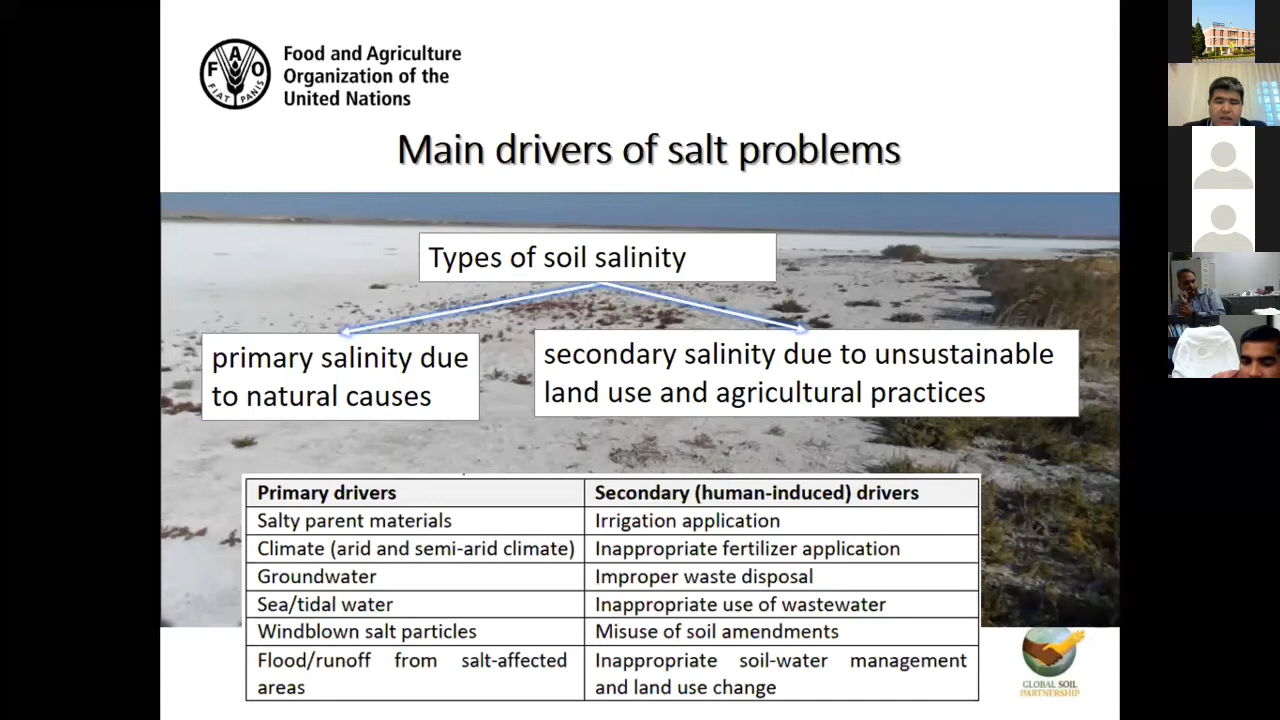 FAO
FIAT PANIS
Food and Agriculture
Organization of the
United Nations
Main drivers of salt problems
Types of soil salinity
primary salinity due
to natural causes
secondary salinity due to unsustainable
land use and agricultural practices
Primary drivers
Secondary (human-induced) drivers
Salty parent materials
Irrigation application
Climate (arid and semi-arid climate)
Inappropriate fertilizer application
Groundwater
Improper waste disposal
Sea/tidal water
Inappropriate use of wastewater
Windblown salt particles
Misuse of soil amendments
Flood/runoff from salt-affected
areas
Inappropriate soil-water management
and land use change
GLOBAL SOIL
PARTNERSHIP